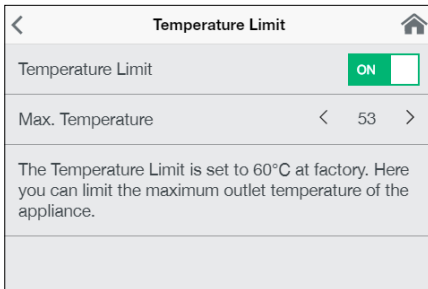 Temperature Limit
Temperature Limit ON
Max. Temperature < 53 >
The Temperature Limit is set to 60°C at factory. Here
you can limit the maximum outlet temperature of the
appliance.